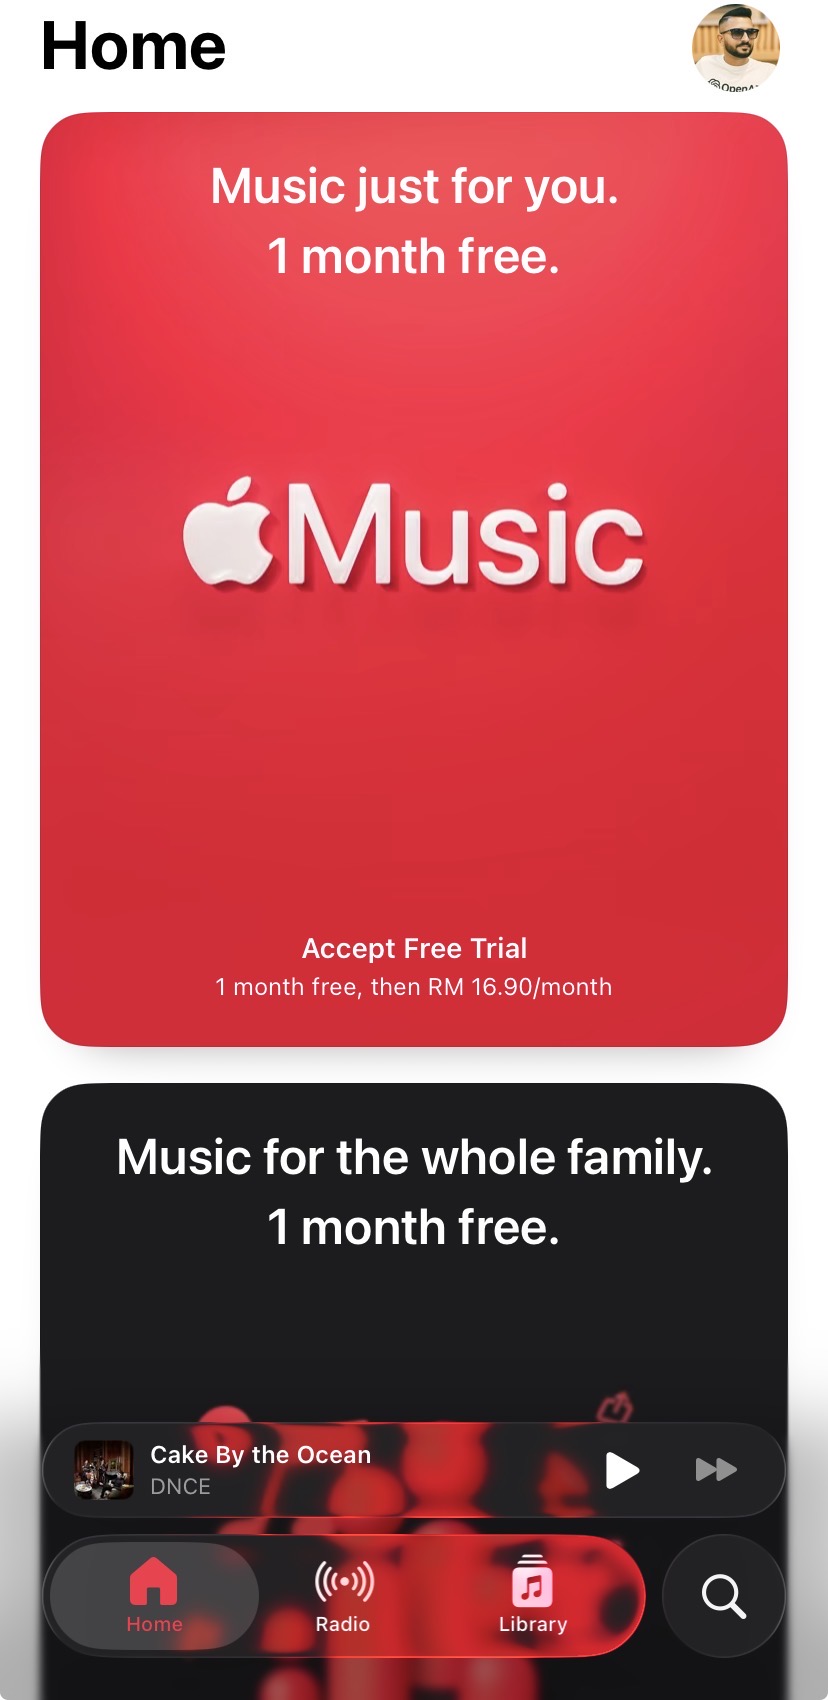 Home
Music just for you.
1 month free.
Music
Accept Free Trial
1 month free, then RM 16.90/month
Music for the whole family.
1 month free.
Cake By the Ocean
DNCE
Home
Radio
Library